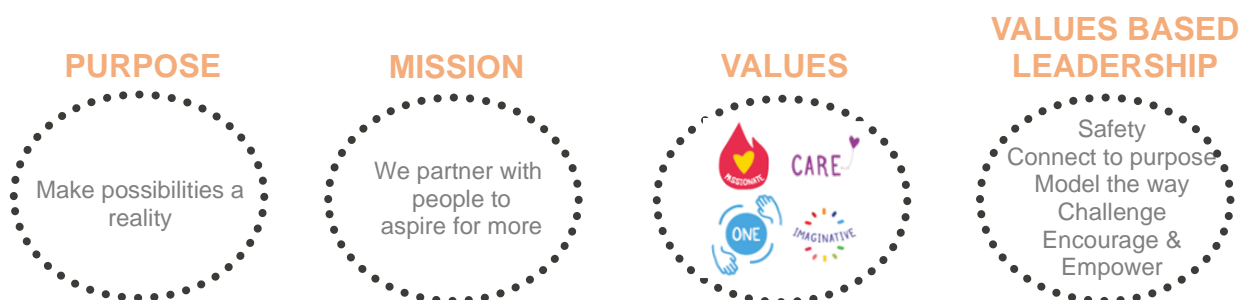 PURPOSE
Make possibilities a
reality
MISSION
We partner with
people to
aspire for more
VALUES
PASSIONATE
CARE
ONE
IMAGINATIVE
VALUES BASED
LEADERSHIP
Safety
Connect to purpose
Model the way
Challenge
Encourage &
Empower